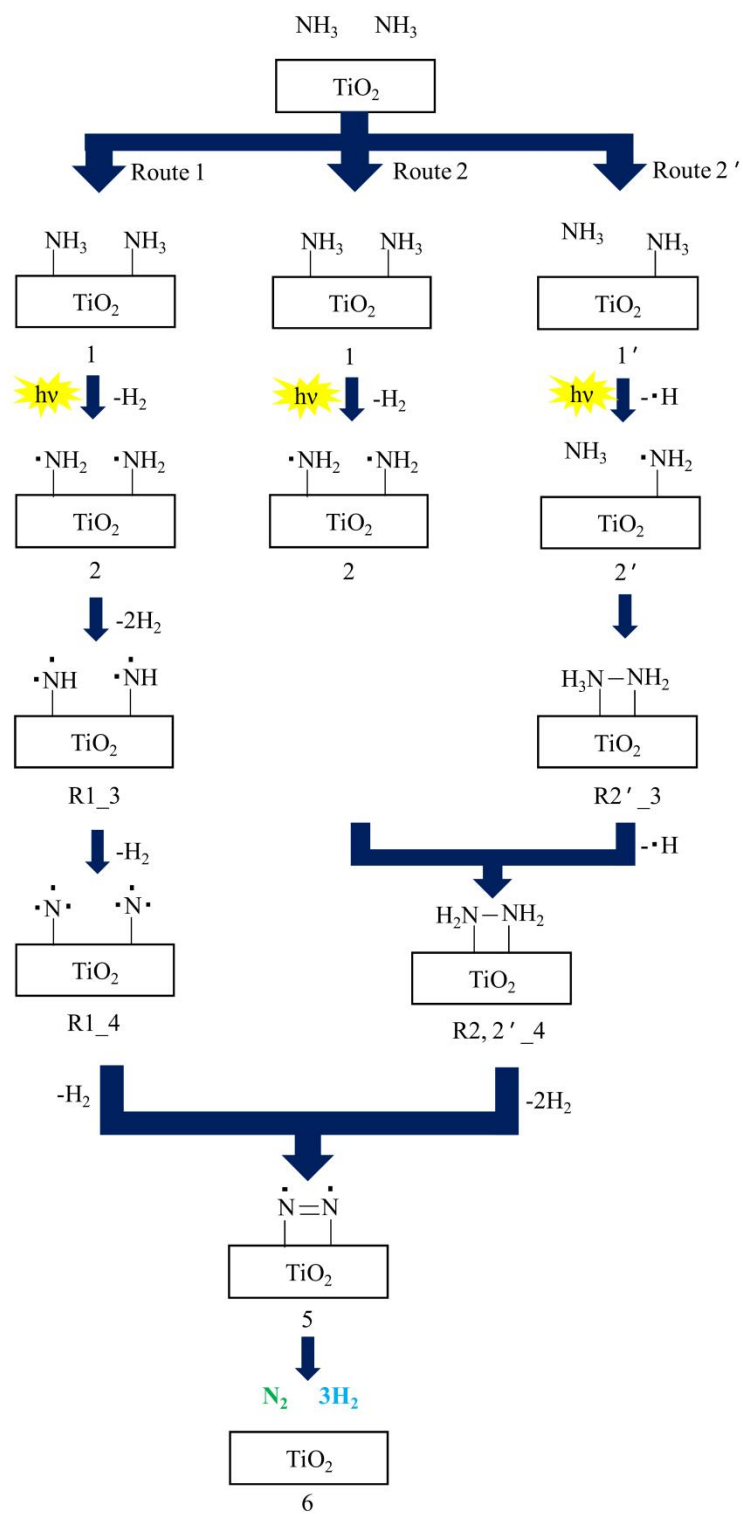 NH₃ NH₃
TiO₂
Route 1 Route 2 Route 2 ′
NH₃ NH₃
TiO₂
1
NH₃ NH₃
TiO₂
1
NH₃ NH₃
TiO₂
1 ′
hν -H₂
hν -H₂
hν -·H
·NH₂ ·NH₂
TiO₂
2
·NH₂ ·NH₂
TiO₂
2
NH₃ ·NH₂
TiO₂
2 ′
-2H₂
·NH ·NH
TiO₂
R1_3
H₃N–NH₂
TiO₂
R2 ′ _3
-H₂
-·H
·N· ·N·
TiO₂
R1_4
H₂N–NH₂
TiO₂
R2, 2 ′ _4
-H₂ -2H₂
N=N
TiO₂
5
N₂ 3H₂
TiO₂
6